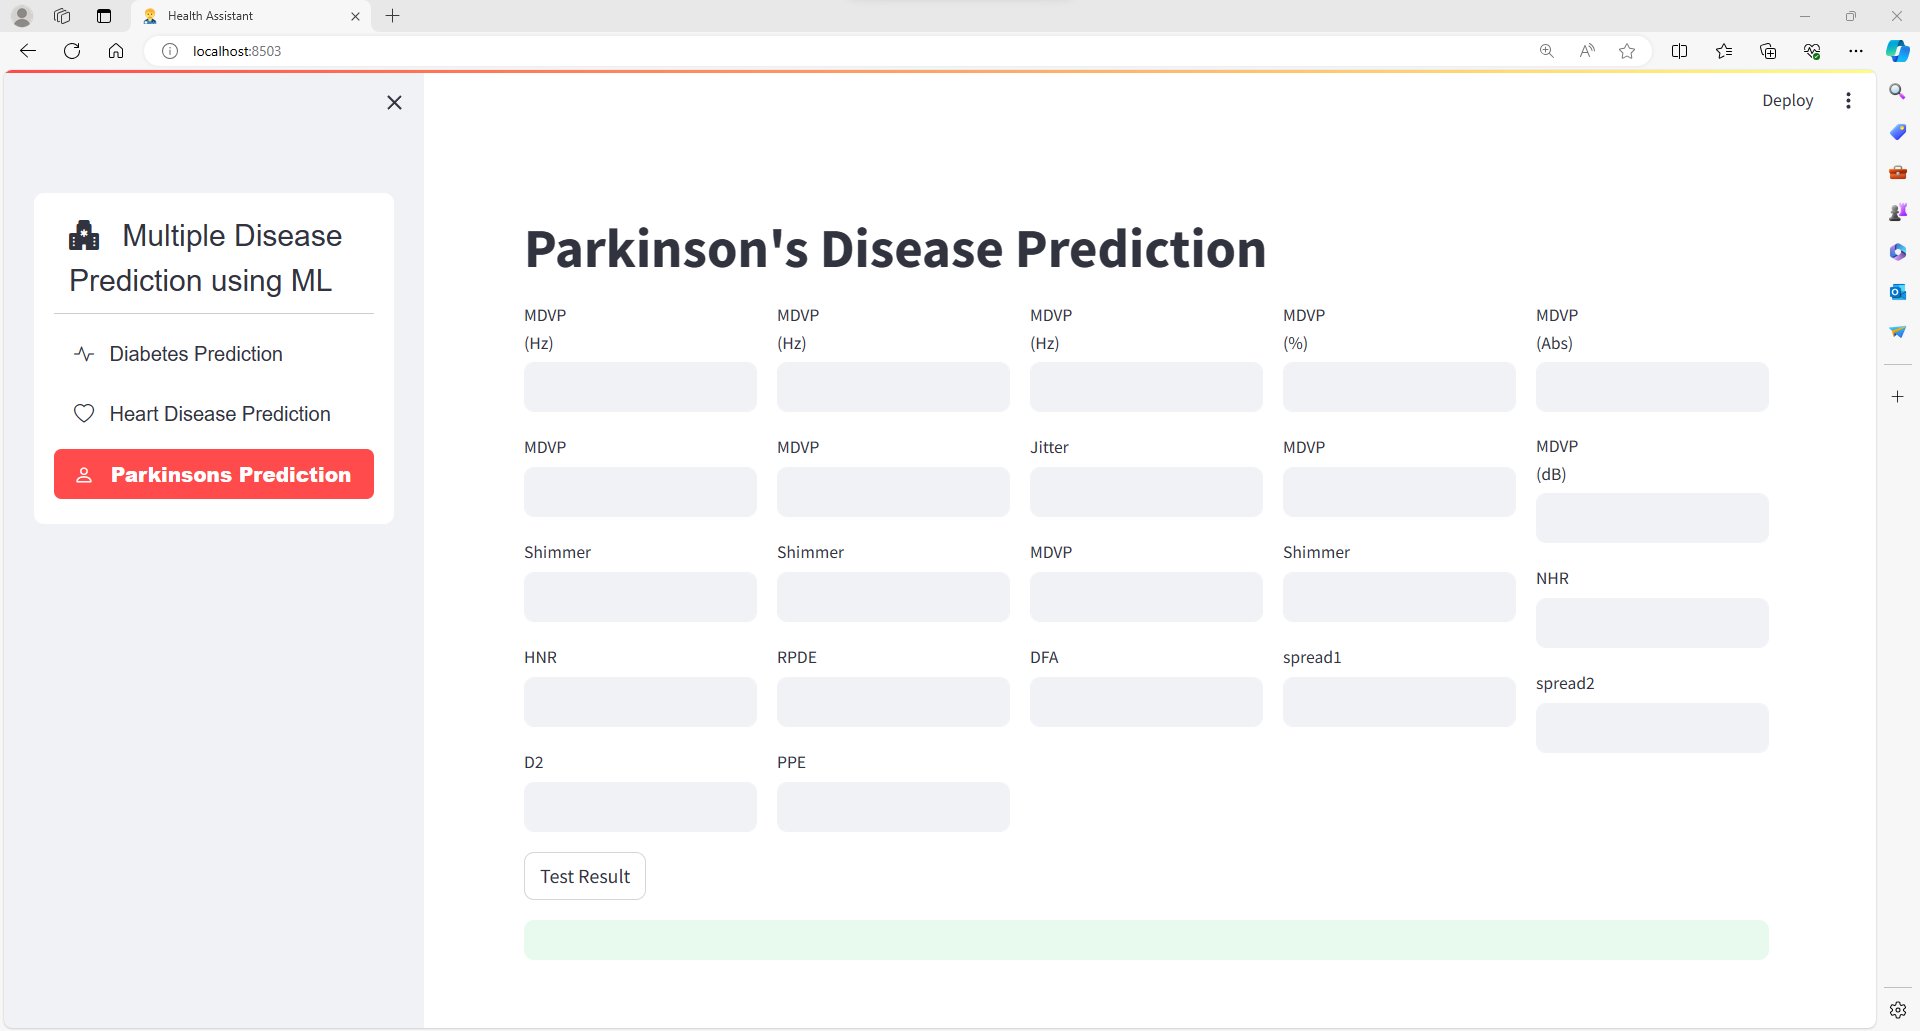 Health Assistant
localhost:8503
Deploy
Multiple Disease
Prediction using ML
Diabetes Prediction
Heart Disease Prediction
Parkinsons Prediction
Parkinson's Disease Prediction
MDVP
(Hz)
MDVP
(Hz)
MDVP
(Hz)
MDVP
(%)
MDVP
(Abs)
MDVP
MDVP
Jitter
MDVP
MDVP
(dB)
Shimmer
Shimmer
MDVP
Shimmer
NHR
HNR
RPDE
DFA
spread1
spread2
D2
PPE
Test Result